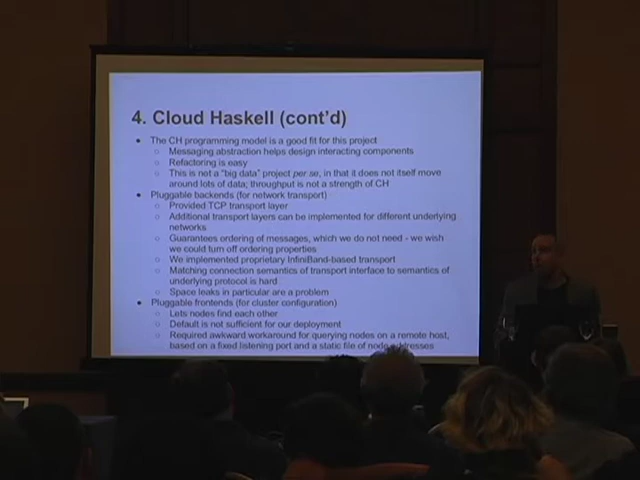 4. Cloud Haskell (cont'd)
● The CH programming model is a good fit for this project
○ Messaging abstraction helps design interacting components
○ Refactoring is easy
○ This is not a "big data" project per se, in that it does not itself move
around lots of data; throughput is not a strength of CH
● Pluggable backends (for network transport)
○ Provided TCP transport layer
○ Additional transport layers can be implemented for different underlying
networks
○ Guarantees ordering of messages, which we do not need - we wish
we could turn off ordering properties
○ We implemented proprietary InfiniBand-based transport
○ Matching connection semantics of transport interface to semantics of
underlying protocol is hard
○ Space leaks in particular are a problem
● Pluggable frontends (for cluster configuration)
○ Lets nodes find each other
○ Default is not sufficient for our deployment
○ Required awkward workaround for querying nodes on a remote host,
based on a fixed listening port and a static file of node addresses